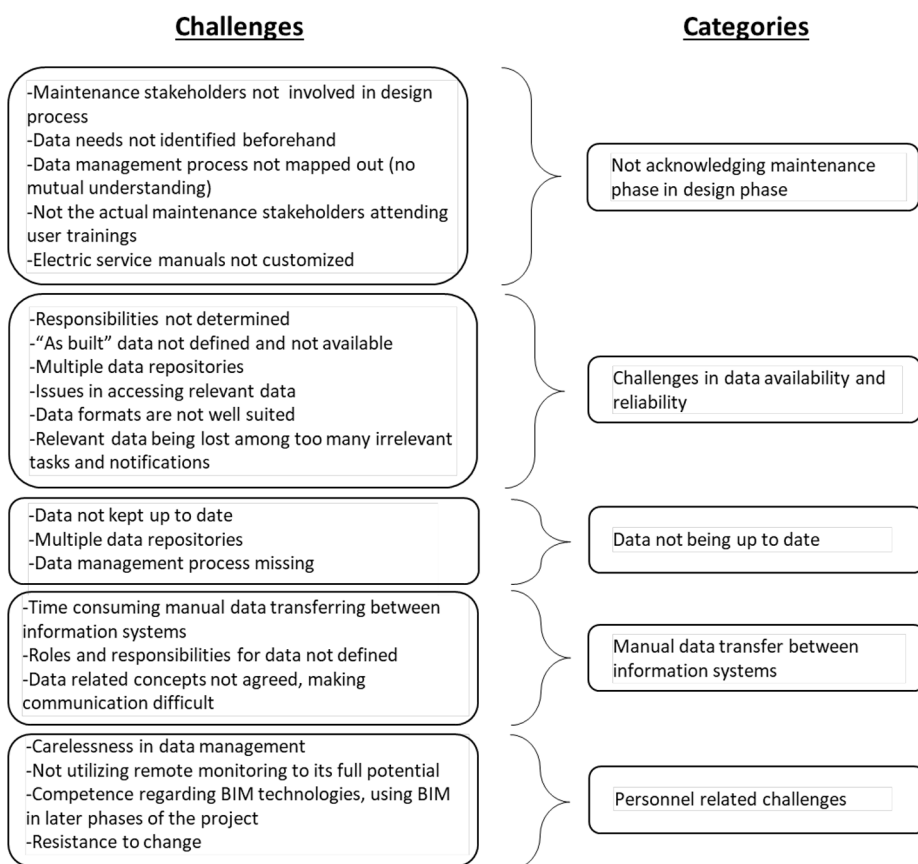 Challenges
Categories
-Maintenance stakeholders not involved in design
process
-Data needs not identified beforehand
-Data management process not mapped out (no
mutual understanding)
-Not the actual maintenance stakeholders attending
user trainings
-Electric service manuals not customized
Not acknowledging maintenance
phase in design phase
-Responsibilities not determined
-“As built” data not defined and not available
-Multiple data repositories
-Issues in accessing relevant data
-Data formats are not well suited
-Relevant data being lost among too many irrelevant
tasks and notifications
Challenges in data availability and
reliability
-Data not kept up to date
-Multiple data repositories
-Data management process missing
Data not being up to date
-Time consuming manual data transferring between
information systems
-Roles and responsibilities for data not defined
-Data related concepts not agreed, making
communication difficult
Manual data transfer between
information systems
-Carelessness in data management
-Not utilizing remote monitoring to its full potential
-Competence regarding BIM technologies, using BIM
in later phases of the project
-Resistance to change
Personnel related challenges